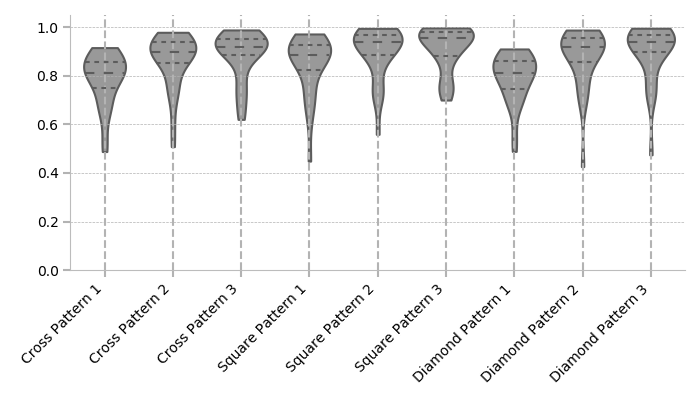 1.0
0.8
0.6
0.4
0.2
0.0
Cross Pattern 1
Cross Pattern 2
Cross Pattern 3
Square Pattern 1
Square Pattern 2
Square Pattern 3
Diamond Pattern 1
Diamond Pattern 2
Diamond Pattern 3